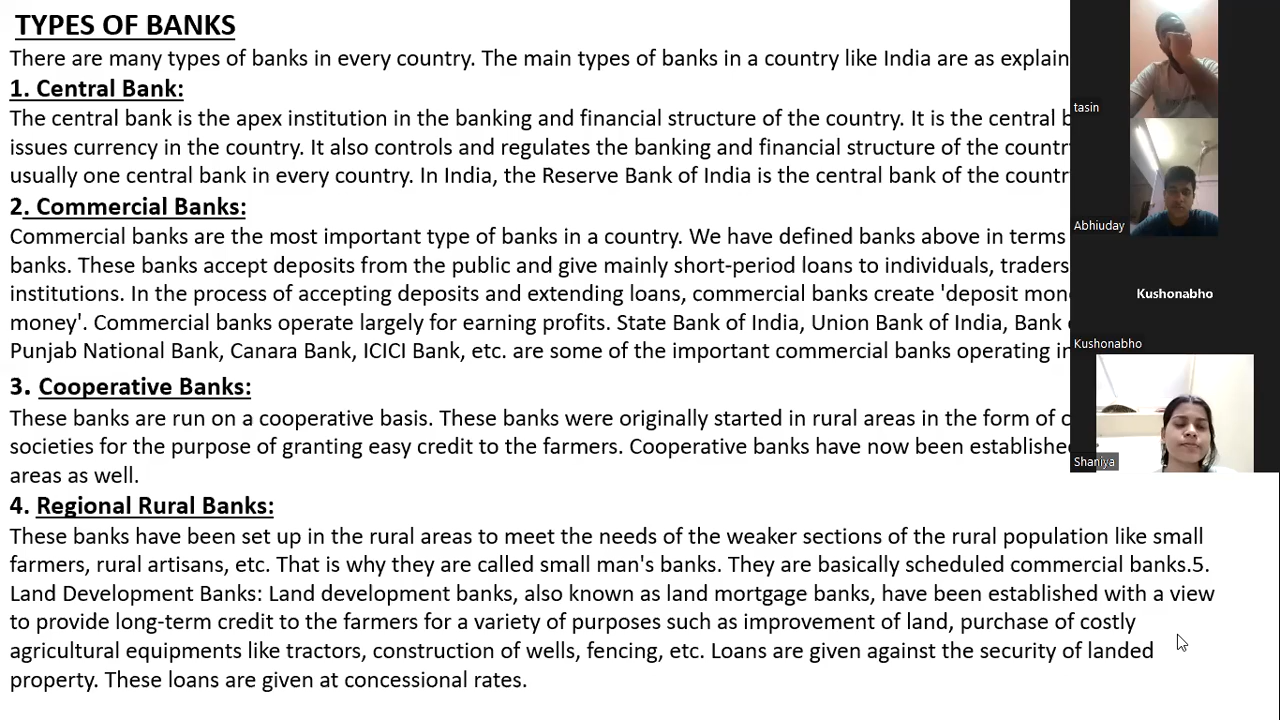 TYPES OF BANKS
There are many types of banks in every country. The main types of banks in a country like India are as explain
1. Central Bank:
The central bank is the apex institution in the banking and financial structure of the country. It is the central
issues currency in the country. It also controls and regulates the banking and financial structure of the
usually one central bank in every country. In India, the Reserve Bank of India is the central bank of the
2. Commercial Banks:
Commercial banks are the most important type of banks in a country. We have defined banks above in terms
banks. These banks accept deposits from the public and give mainly short-period loans to individuals, traders
institutions. In the process of accepting deposits and extending loans, commercial banks create 'deposit
money'. Commercial banks operate largely for earning profits. State Bank of India, Union Bank of India, Bank
Punjab National Bank, Canara Bank, ICICI Bank, etc. are some of the important commercial banks operating
3. Cooperative Banks:
These banks are run on a cooperative basis. These banks were originally started in rural areas in the form of
societies for the purpose of granting easy credit to the farmers. Cooperative banks have now been
areas as well.
4. Regional Rural Banks:
These banks have been set up in the rural areas to meet the needs of the weaker sections of the rural population like small
farmers, rural artisans, etc. That is why they are called small man's banks. They are basically scheduled commercial banks.5.
Land Development Banks: Land development banks, also known as land mortgage banks, have been established with a view
to provide long-term credit to the farmers for a variety of purposes such as improvement of land, purchase of costly
agricultural equipments like tractors, construction of wells, fencing, etc. Loans are given against the security of landed
property. These loans are given at concessional rates.
tasin
Abhiuday
Kushonabho
Kushonabho
Shaniya